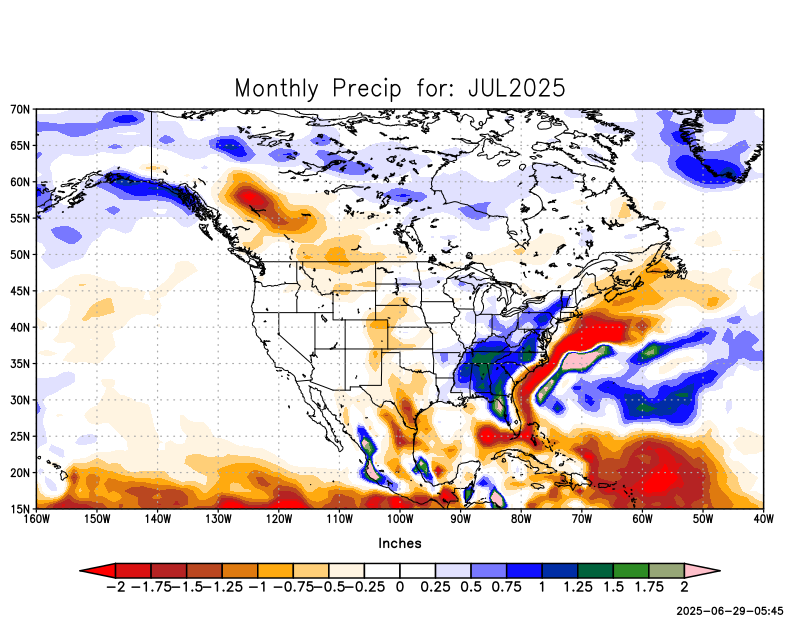 Monthly Precip for: JUL2025
70N
65N
60N
55N
50N
45N
40N
35N
30N
25N
20N
15N
160W 150W 140W 130W 120W 110W 100W 90W 80W 70W 60W 50W 40W
Inches
-2 -1.75 -1.5 -1.25 -1 -0.75 -0.5 -0.25 0 0.25 0.5 0.75 1 1.25 1.5 1.75 2
2025-06-29-05:45